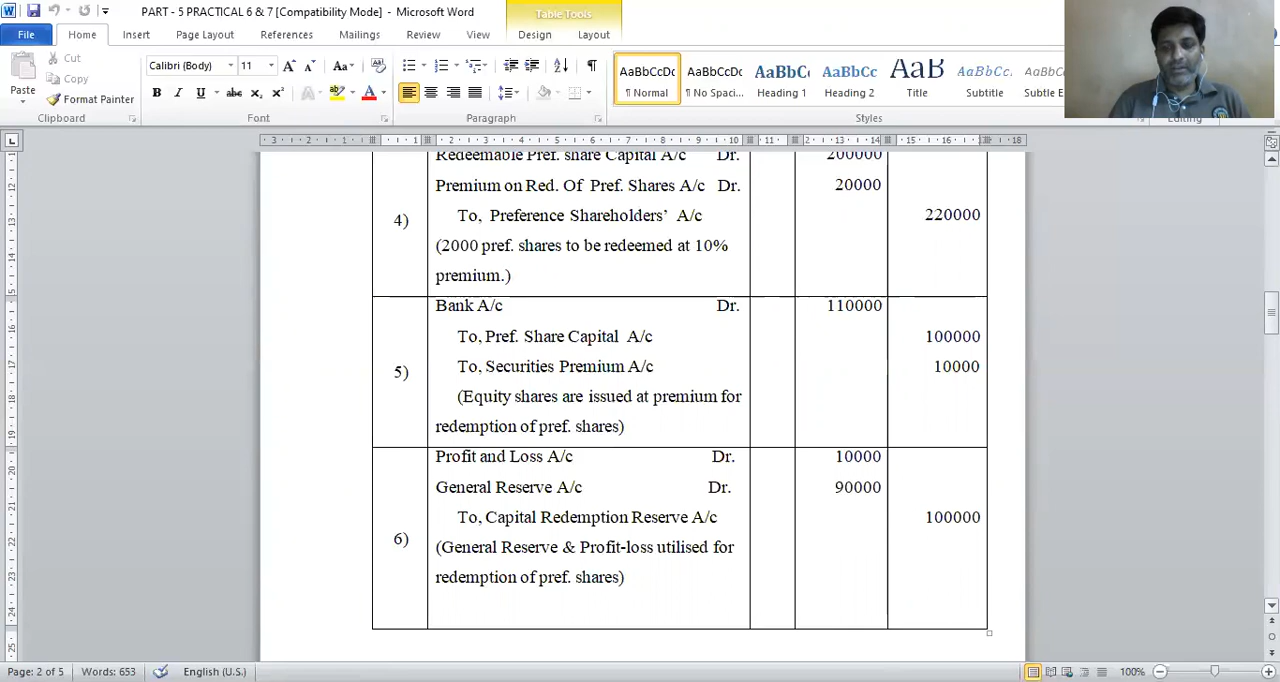 PART - 5 PRACTICAL 6 & 7 [Compatibility Mode] - Microsoft Word
Table Tools
File Home Insert Page Layout References Mailings Review View Design Layout
Cut
Copy
Format Painter
Paste
Calibri (Body) 11
AaBbCcDc AaBbCcDc AaBbCc AaBbCc AaB AaBbCc. AaBbCc
¶ Normal ¶ No Spaci... Heading 1 Heading 2 Title Subtitle Subtle E
Clipboard Font Paragraph Styles Editing
Redeemable Pref. share Capital A/c Dr. 200000
Premium on Red. Of Pref. Shares A/c Dr. 20000
4) To, Preference Shareholders’ A/c 220000
(2000 pref. shares to be redeemed at 10%
premium.)
Bank A/c Dr. 110000
To, Pref. Share Capital A/c 100000
5) To, Securities Premium A/c 10000
(Equity shares are issued at premium for
redemption of pref. shares)
Profit and Loss A/c Dr. 10000
General Reserve A/c Dr. 90000
To, Capital Redemption Reserve A/c 100000
6) (General Reserve & Profit-loss utilised for
redemption of pref. shares)
Page: 2 of 5 Words: 653 English (U.S.) 100%